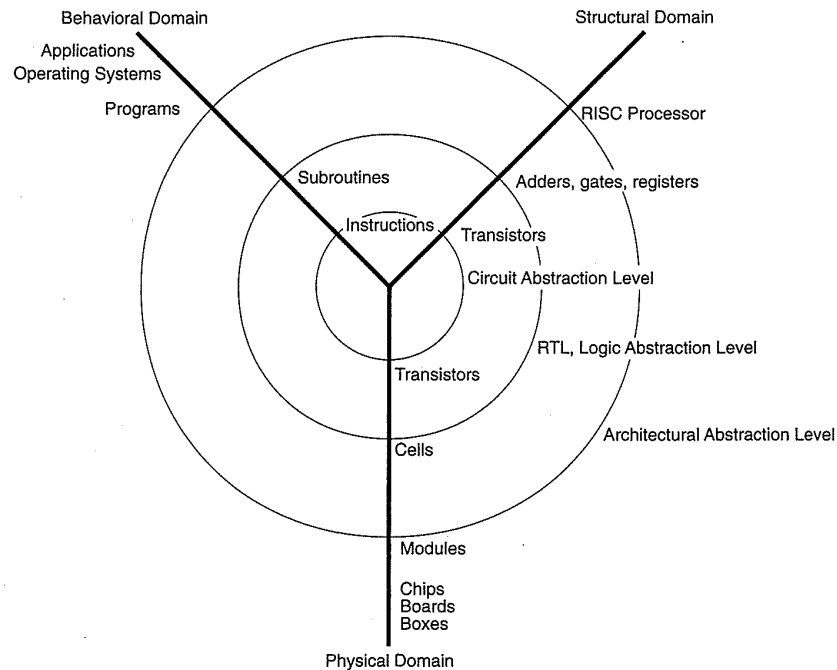 Behavioral Domain
Structural Domain
Applications
Operating Systems
Programs
RISC Processor
Subroutines
Adders, gates, registers
Instructions
Transistors
Circuit Abstraction Level
RTL, Logic Abstraction Level
Transistors
Architectural Abstraction Level
Cells
Modules
Chips
Boards
Boxes
Physical Domain